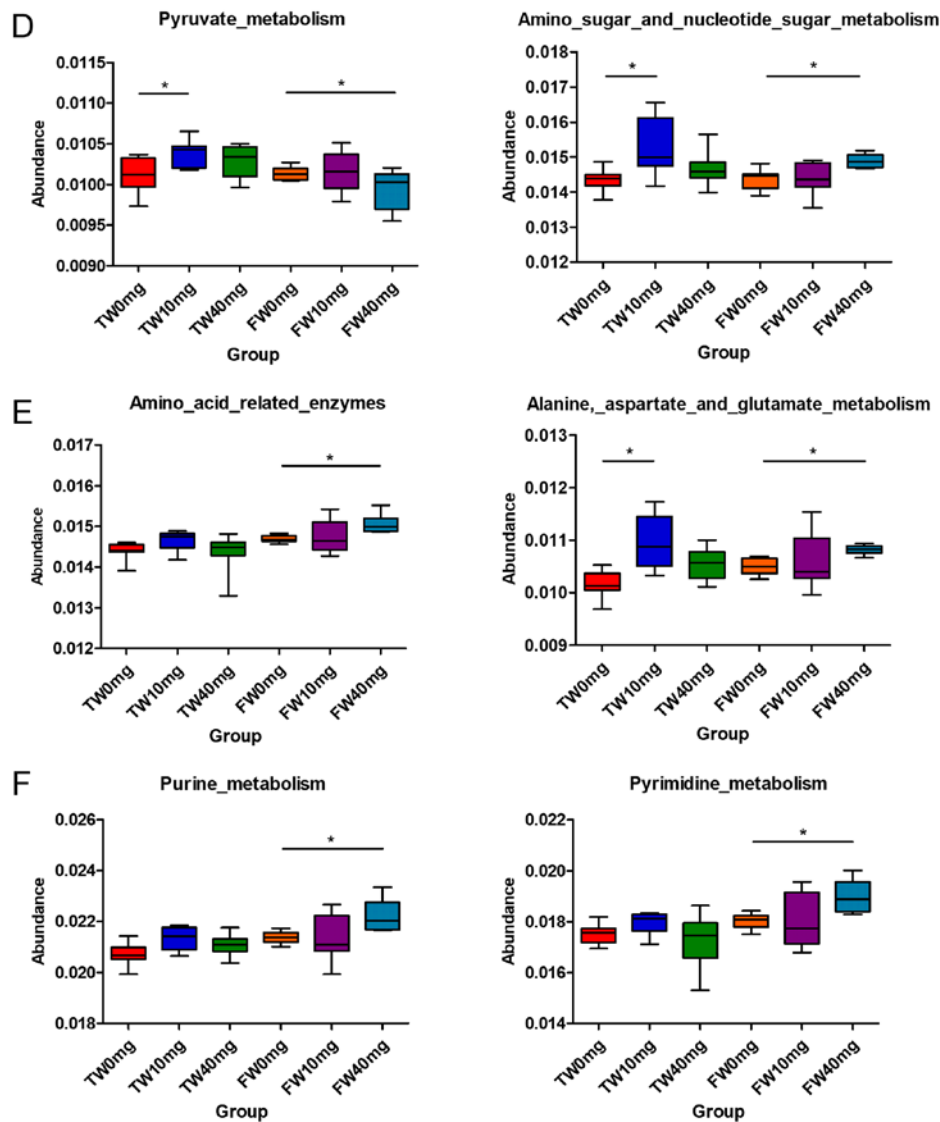 D
Pyruvate_metabolism
Abundance
0.0115
0.0110
0.0105
0.0100
0.0095
0.0090
*
*
TW0mg
TW10mg
TW40mg
FW0mg
FW10mg
FW40mg
Group
Amino_sugar_and_nucleotide_sugar_metabolism
Abundance
0.018
0.017
0.016
0.015
0.014
0.013
0.012
*
*
TW0mg
TW10mg
TW40mg
FW0mg
FW10mg
FW40mg
Group
E
Amino_acid_related_enzymes
Abundance
0.017
0.016
0.015
0.014
0.013
0.012
*
TW0mg
TW10mg
TW40mg
FW0mg
FW10mg
FW40mg
Group
Alanine,_aspartate_and_glutamate_metabolism
Abundance
0.013
0.012
0.011
0.010
0.009
*
*
TW0mg
TW10mg
TW40mg
FW0mg
FW10mg
FW40mg
Group
F
Purine_metabolism
Abundance
0.026
0.024
0.022
0.020
0.018
*
TW0mg
TW10mg
TW40mg
FW0mg
FW10mg
FW40mg
Group
Pyrimidine_metabolism
Abundance
0.022
0.020
0.018
0.016
0.014
*
TW0mg
TW10mg
TW40mg
FW0mg
FW10mg
FW40mg
Group